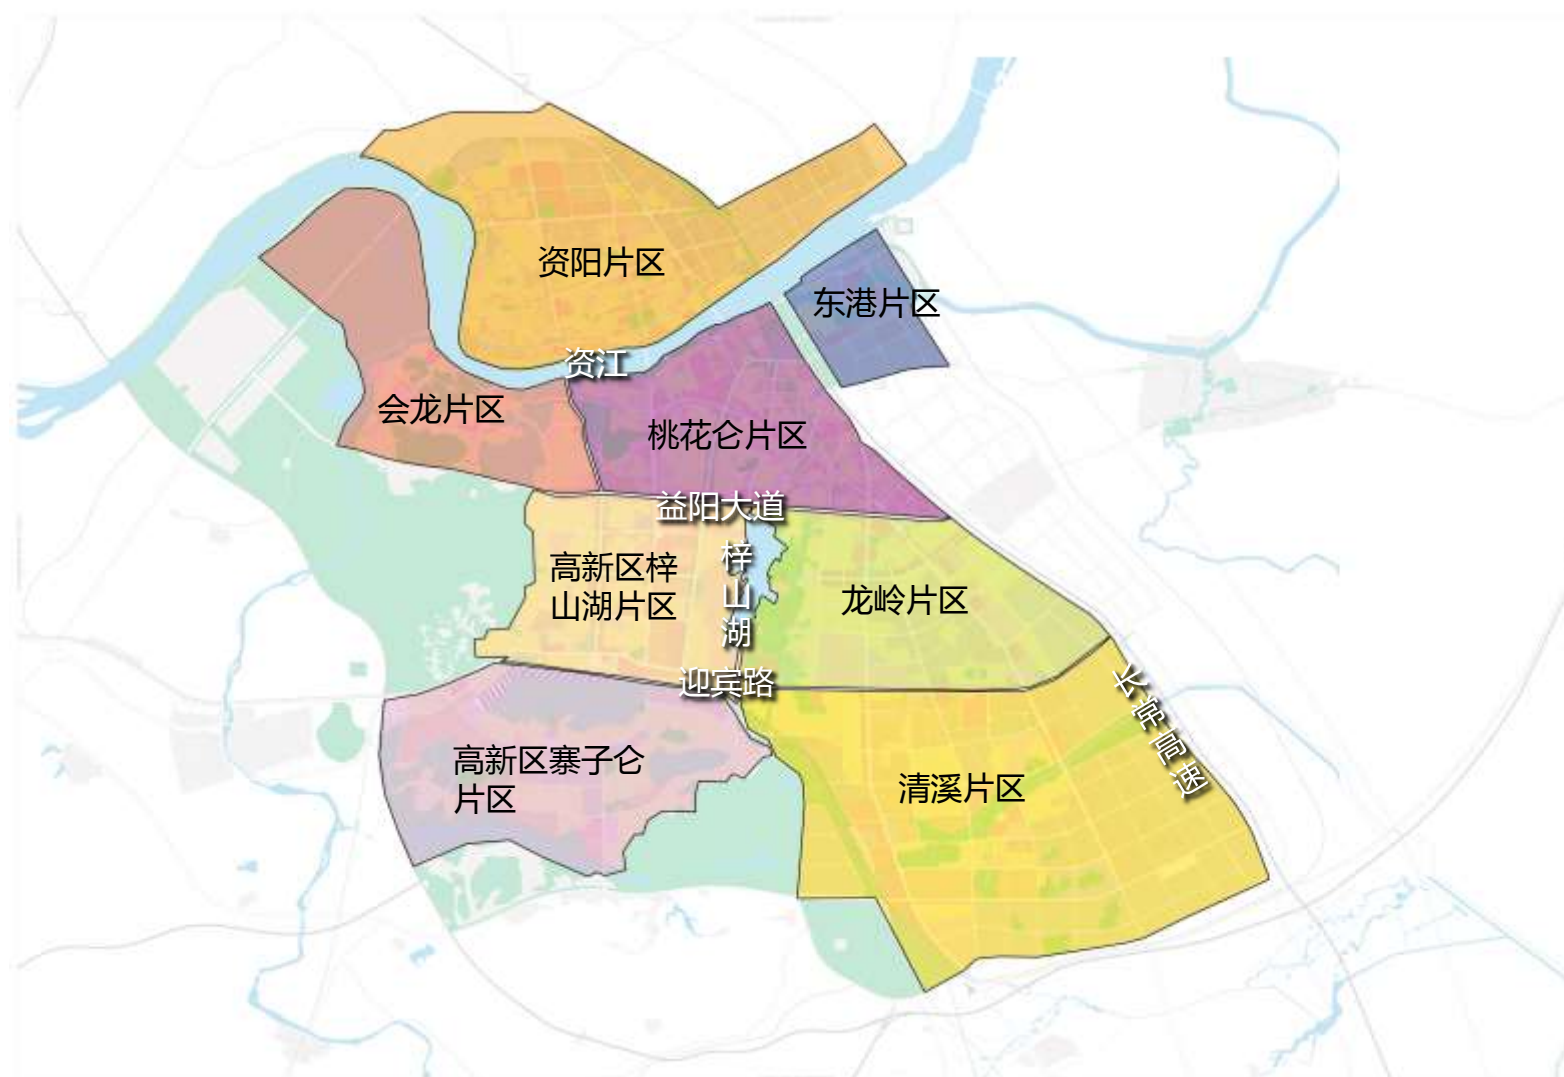 资阳片区
东港片区
资江
会龙片区
桃花仑片区
益阳大道
高新区梓
山湖片区
梓山湖
龙岭片区
迎宾路
长常高速
高新区寨子仑
片区
清溪片区